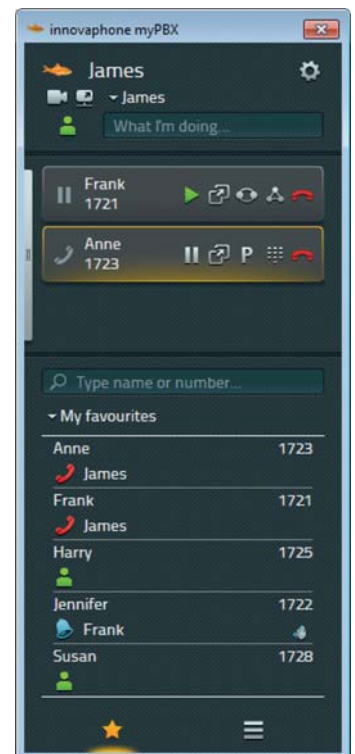 innovaphone myPBX
James
James
What I'm doing...
Frank
1721
Anne
1723
P
Type name or number...
My favourites
Anne 1723
James
Frank 1721
James
Harry 1725
Jennifer 1722
Frank
Susan 1728